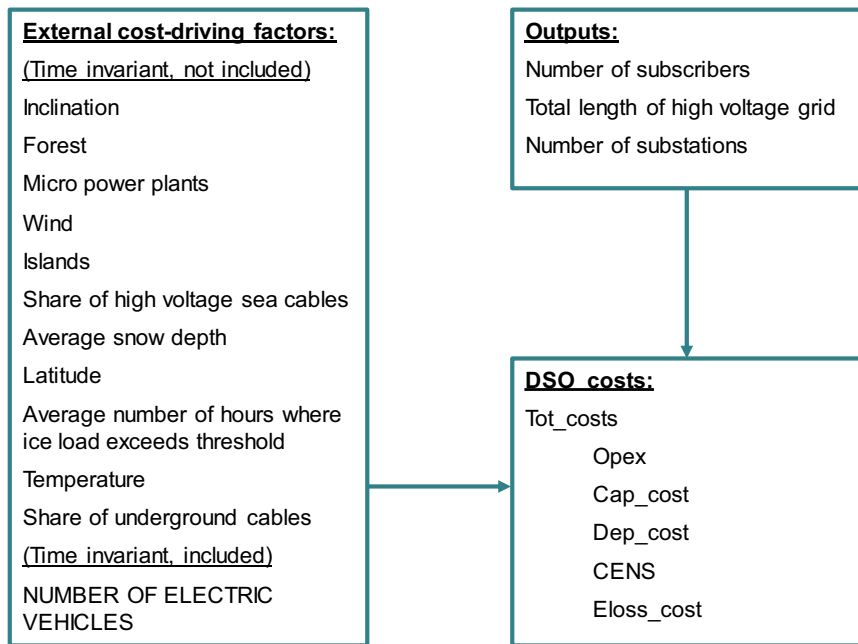 External cost-driving factors:
(Time invariant, not included)
Inclination
Forest
Micro power plants
Wind
Islands
Share of high voltage sea cables
Average snow depth
Latitude
Average number of hours where
ice load exceeds threshold
Temperature
Share of underground cables
(Time invariant, included)
NUMBER OF ELECTRIC
VEHICLES
Outputs:
Number of subscribers
Total length of high voltage grid
Number of substations
DSO costs:
Tot_costs
Opex
Cap_cost
Dep_cost
CENS
Eloss_cost